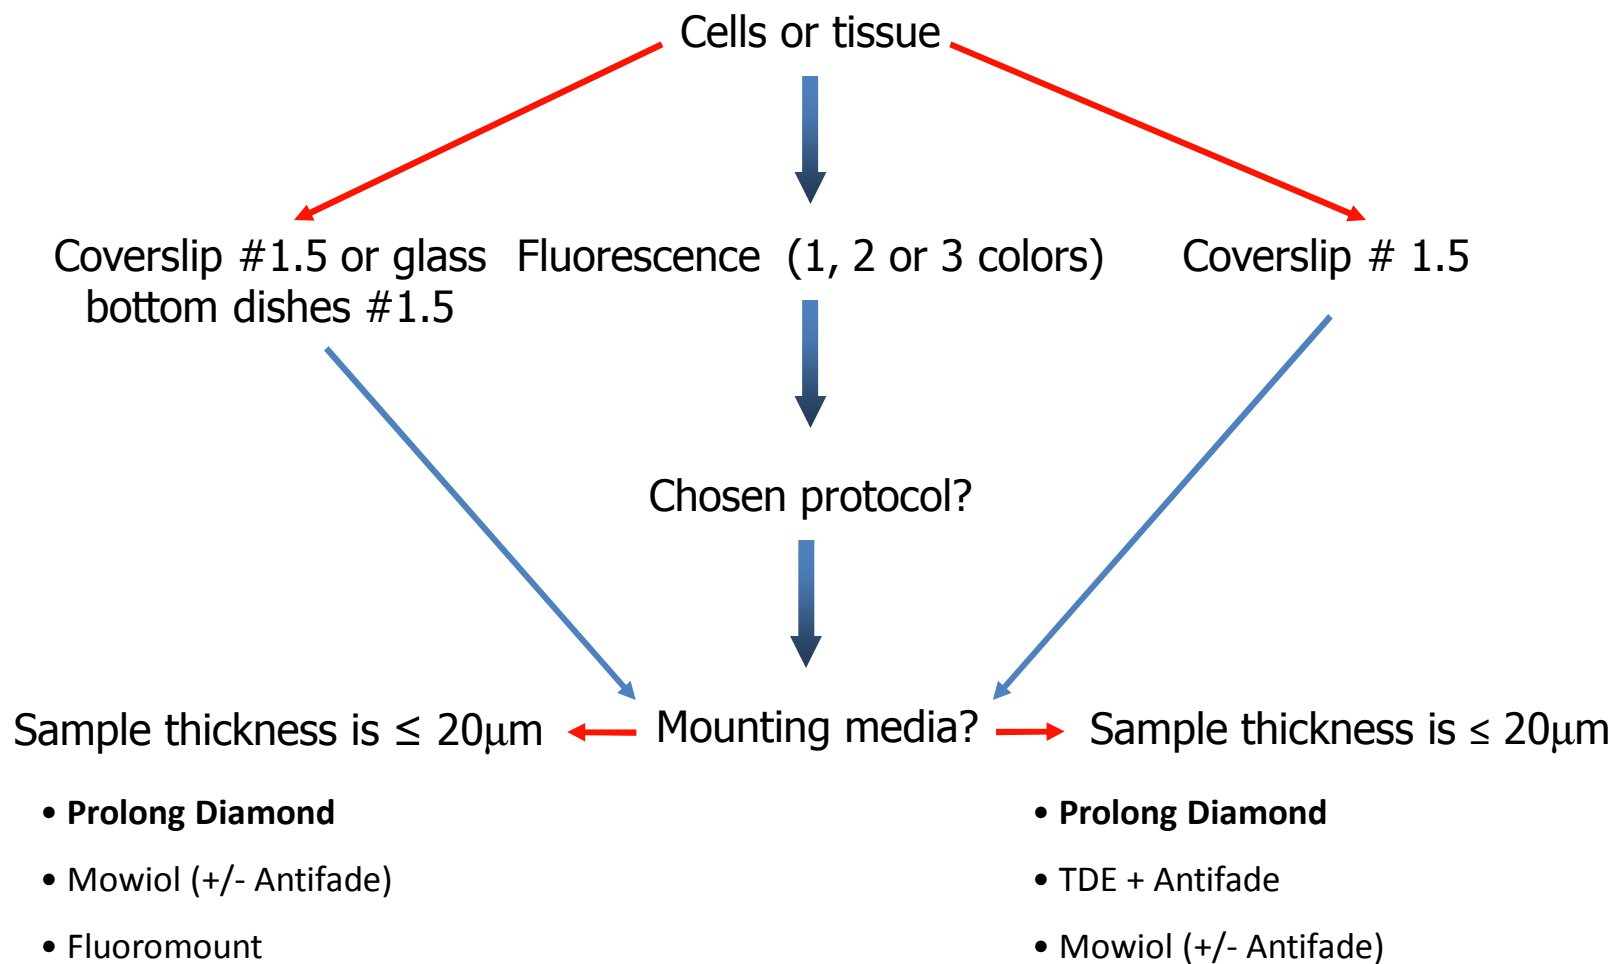 Cells or tissue
Coverslip #1.5 or glass
bottom dishes #1.5
Fluorescence (1, 2 or 3 colors)
Coverslip # 1.5
Chosen protocol?
Mounting media?
Sample thickness is ≤ 20μm
• Prolong Diamond
• Mowiol (+/- Antifade)
• Fluoromount
Sample thickness is ≤ 20μm
• Prolong Diamond
• TDE + Antifade
• Mowiol (+/- Antifade)